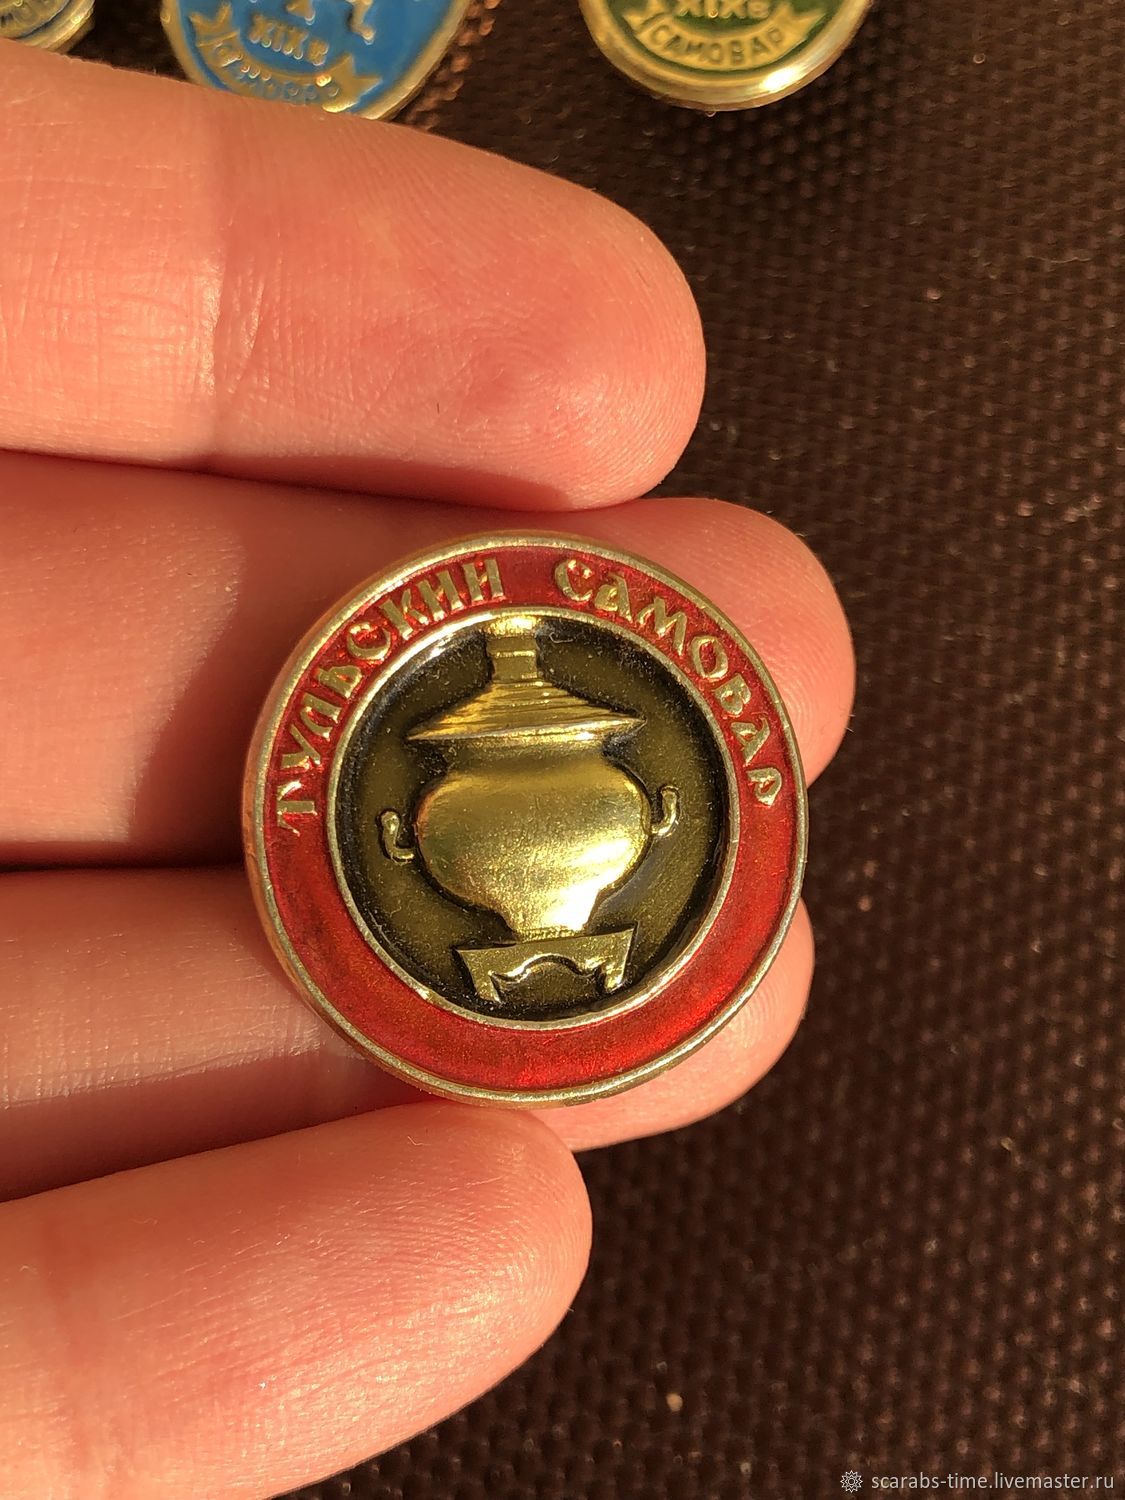 XIXв
САМОВАР
XIXв
САМОВАР
ТУЛЬСКИЙ САМОВАР
scarabs-time.livemaster.ru